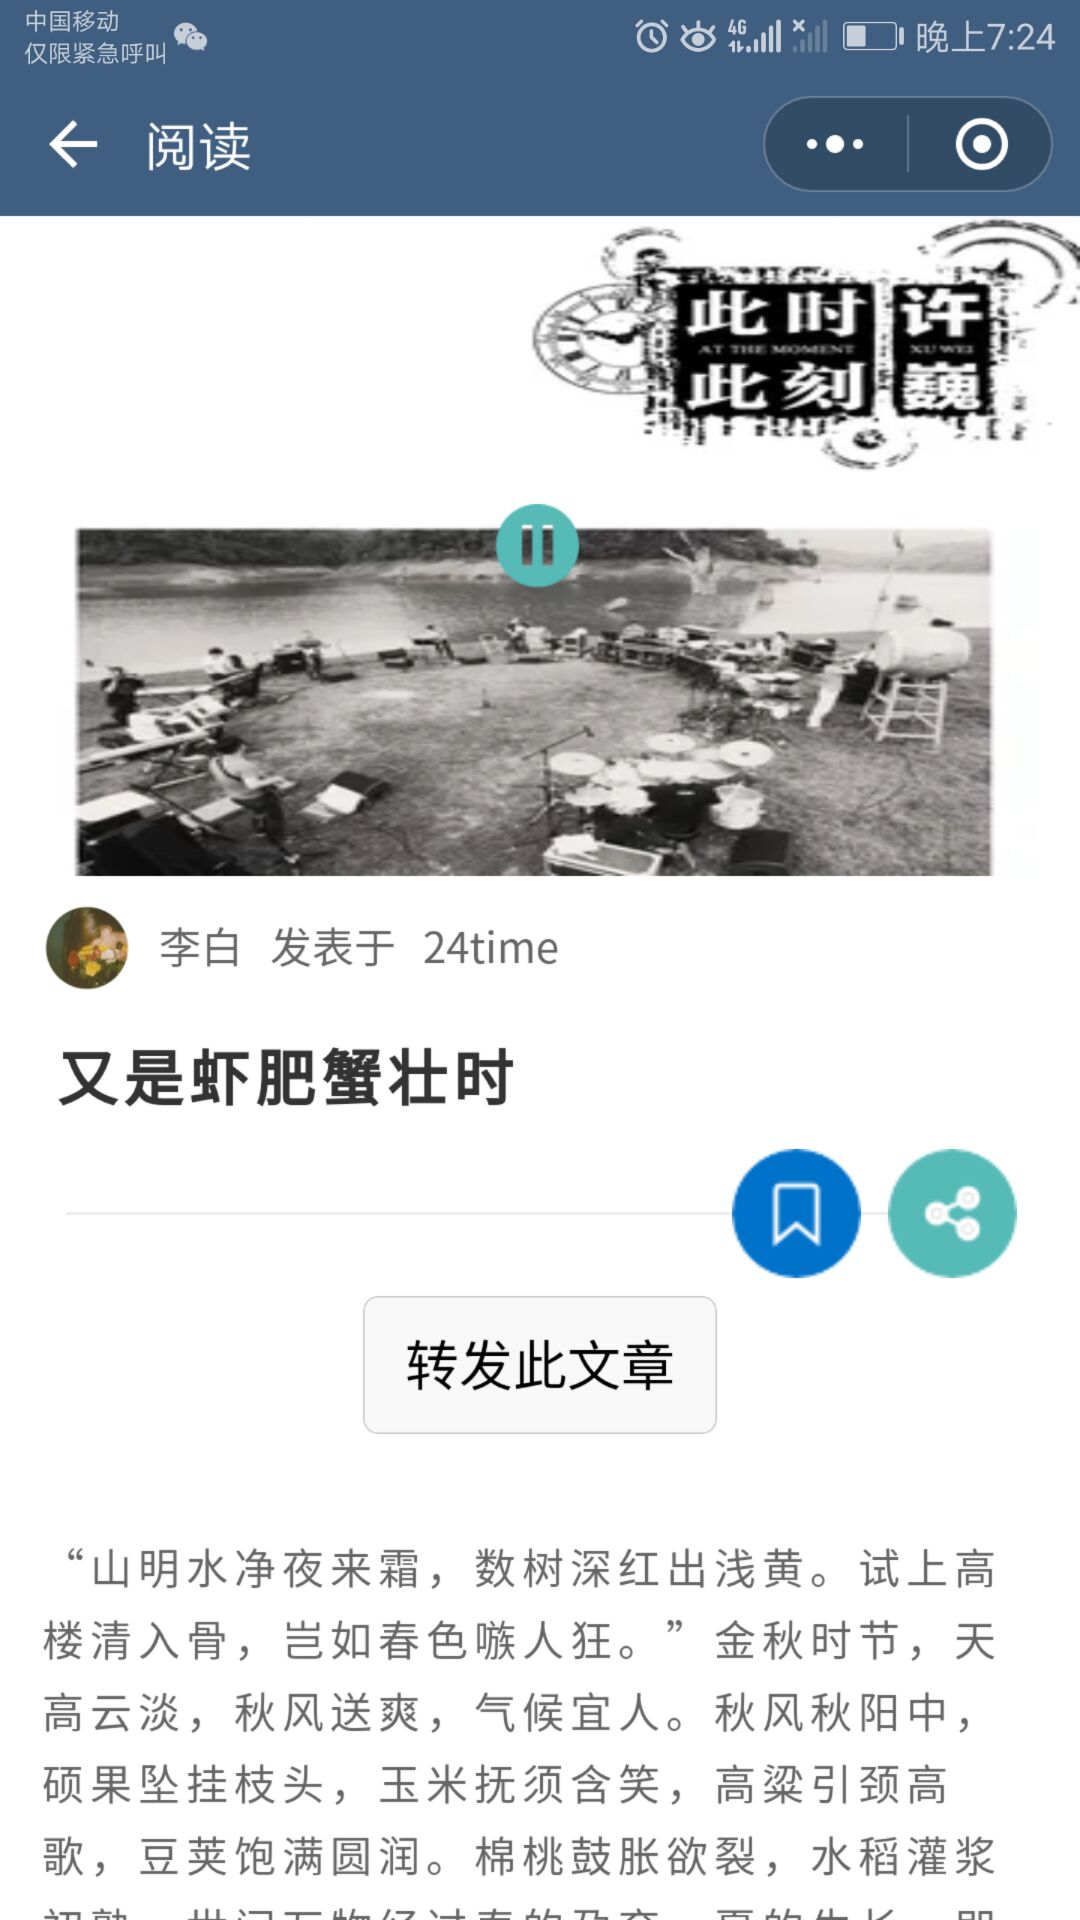 中国移动
仅限紧急呼叫
4G
晚上7:24
阅读
此时 许
AT THE MOMENT XU WEI
此刻 巍
李白 发表于 24time
又是虾肥蟹壮时
转发此文章
“山明水净夜来霜，数树深红出浅黄。试上高
楼清入骨，岂如春色嗾人狂。”金秋时节，天
高云淡，秋风送爽，气候宜人。秋风秋阳中，
硕果坠挂枝头，玉米抚须含笑，高粱引颈高
歌，豆荚饱满圆润。棉桃鼓胀欲裂，水稻灌浆